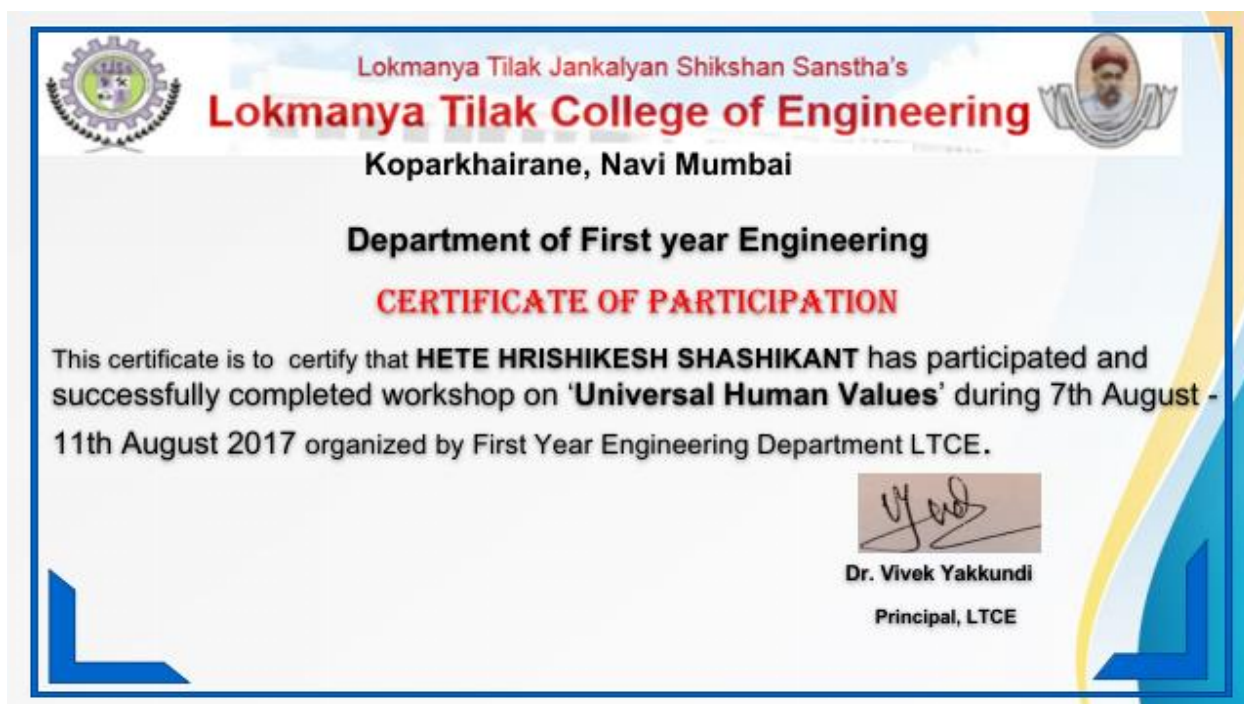 Lokmanya Tilak Jankalyan Shikshan Sanstha's
Lokmanya Tilak College of Engineering
Koparkhairane, Navi Mumbai
Department of First year Engineering
CERTIFICATE OF PARTICIPATION
This certificate is to certify that HETE HRISHIKESH SHASHIKANT has participated and
successfully completed workshop on ‘Universal Human Values’ during 7th August -
11th August 2017 organized by First Year Engineering Department LTCE.
Dr. Vivek Yakkundi
Principal, LTCE